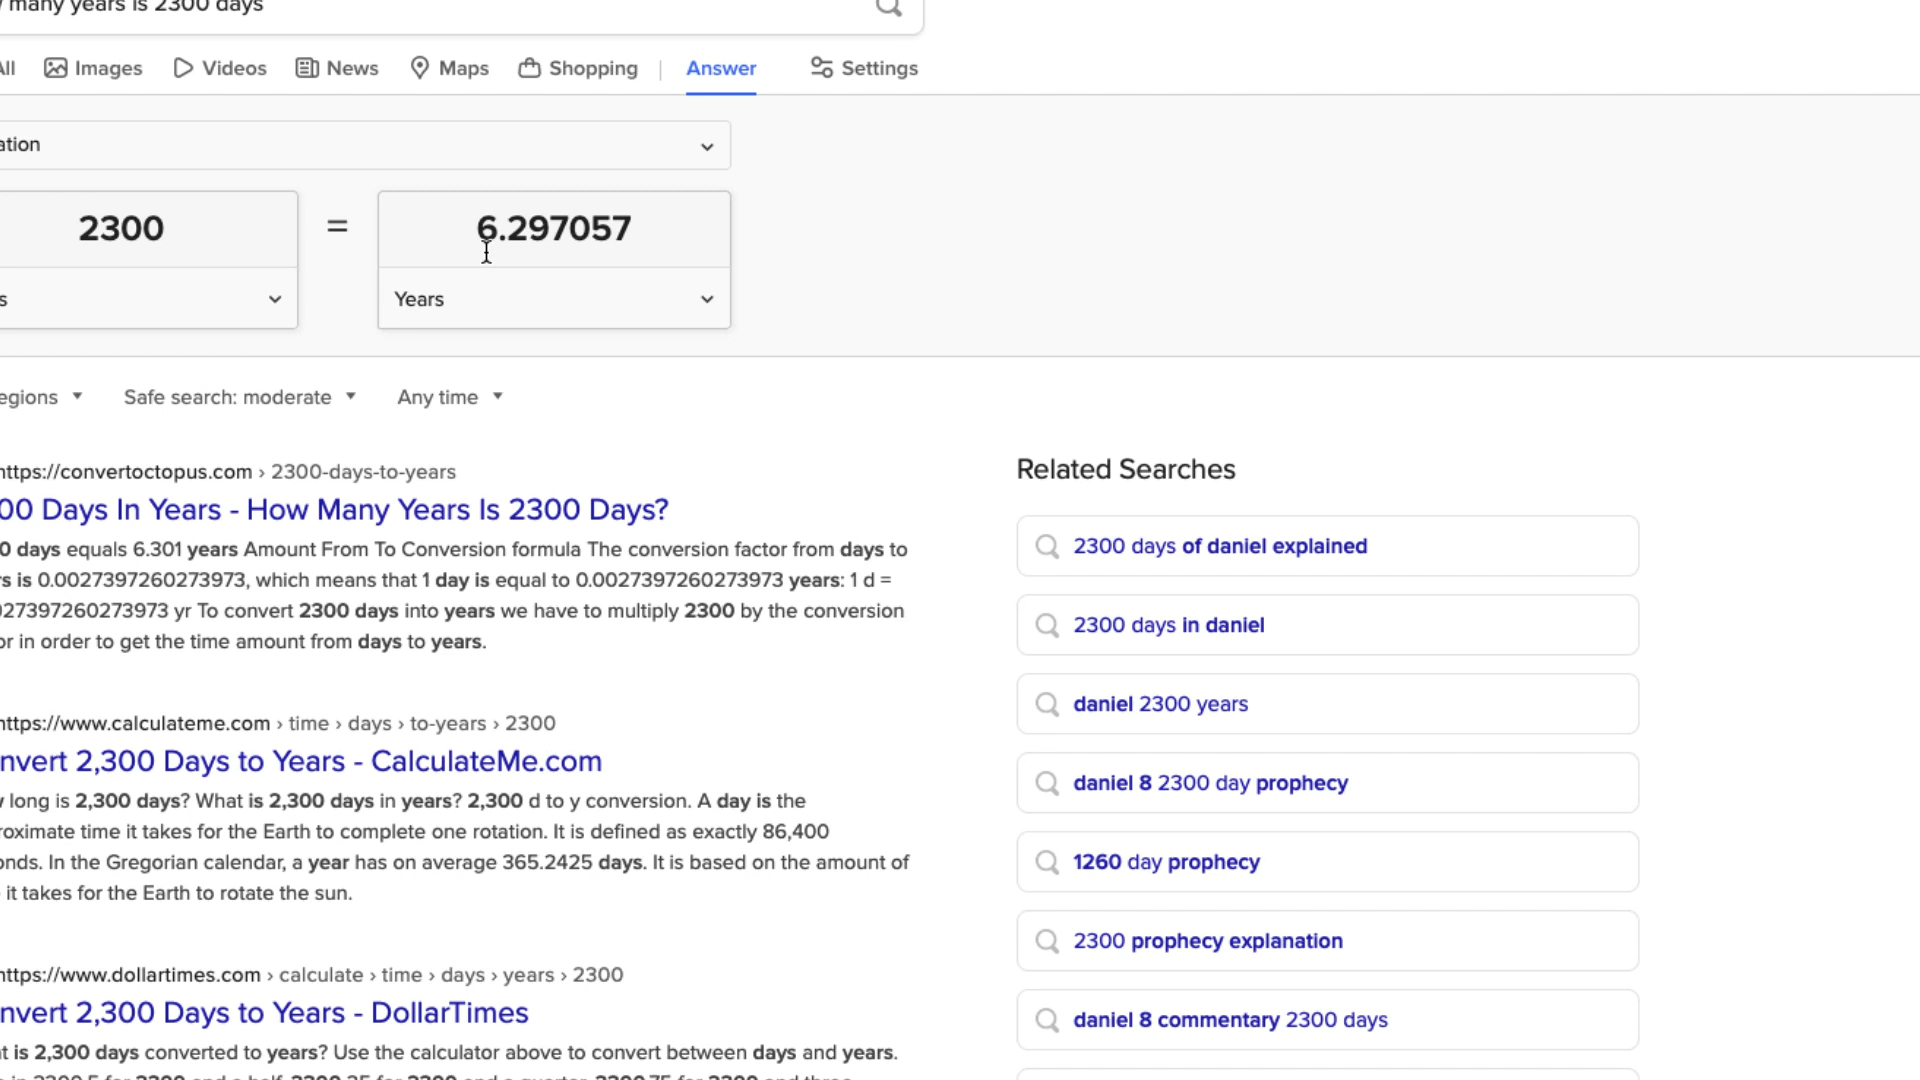 many years is 2300 days
All Images Videos News Maps Shopping | Answer Settings
ation
2300 = 6.297057
s Years
egions Safe search: moderate Any time
https://convertoctopus.com › 2300-days-to-years
00 Days In Years - How Many Years Is 2300 Days?
0 days equals 6.301 years Amount From To Conversion formula The conversion factor from days to
s is 0.0027397260273973, which means that 1 day is equal to 0.0027397260273973 years: 1 d =
027397260273973 yr To convert 2300 days into years we have to multiply 2300 by the conversion
or in order to get the time amount from days to years.
https://www.calculateme.com › time › days › to-years › 2300
nvert 2,300 Days to Years - CalculateMe.com
long is 2,300 days? What is 2,300 days in years? 2,300 d to y conversion. A day is the
roximate time it takes for the Earth to complete one rotation. It is defined as exactly 86,400
onds. In the Gregorian calendar, a year has on average 365.2425 days. It is based on the amount of
it takes for the Earth to rotate the sun.
https://www.dollartimes.com › calculate › time › days › years › 2300
nvert 2,300 Days to Years - DollarTimes
t is 2,300 days converted to years? Use the calculator above to convert between days and years.
Related Searches
2300 days of daniel explained
2300 days in daniel
daniel 2300 years
daniel 8 2300 day prophecy
1260 day prophecy
2300 prophecy explanation
daniel 8 commentary 2300 days